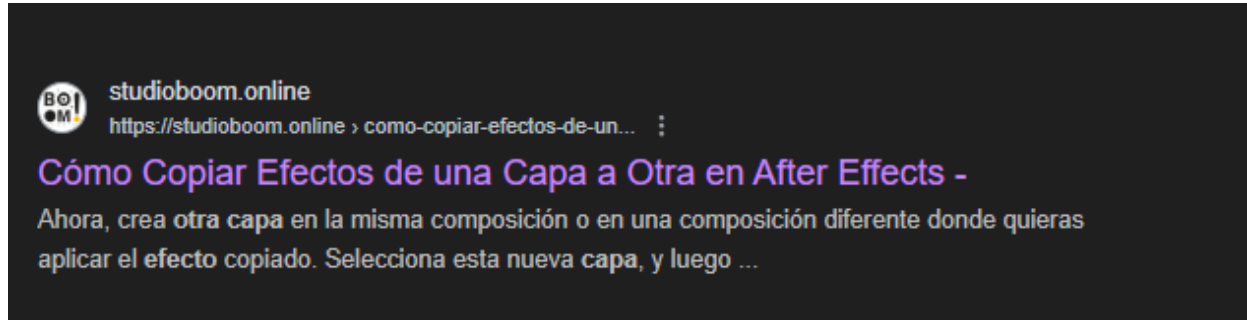 BO!
OM
studioboom.online
https://studioboom.online › como-copiar-efectos-de-un...
Cómo Copiar Efectos de una Capa a Otra en After Effects -
Ahora, crea otra capa en la misma composición o en una composición diferente donde quieras
aplicar el efecto copiado. Selecciona esta nueva capa, y luego ...